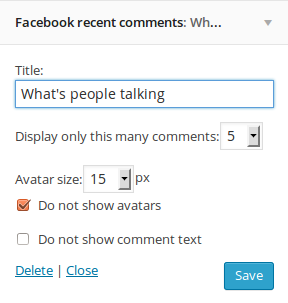 Facebook recent comments: Wh...
Title:
What's people talking
Display only this many comments: 5
Avatar size: 15 px
Do not show avatars
Do not show comment text
Delete | Close
Save